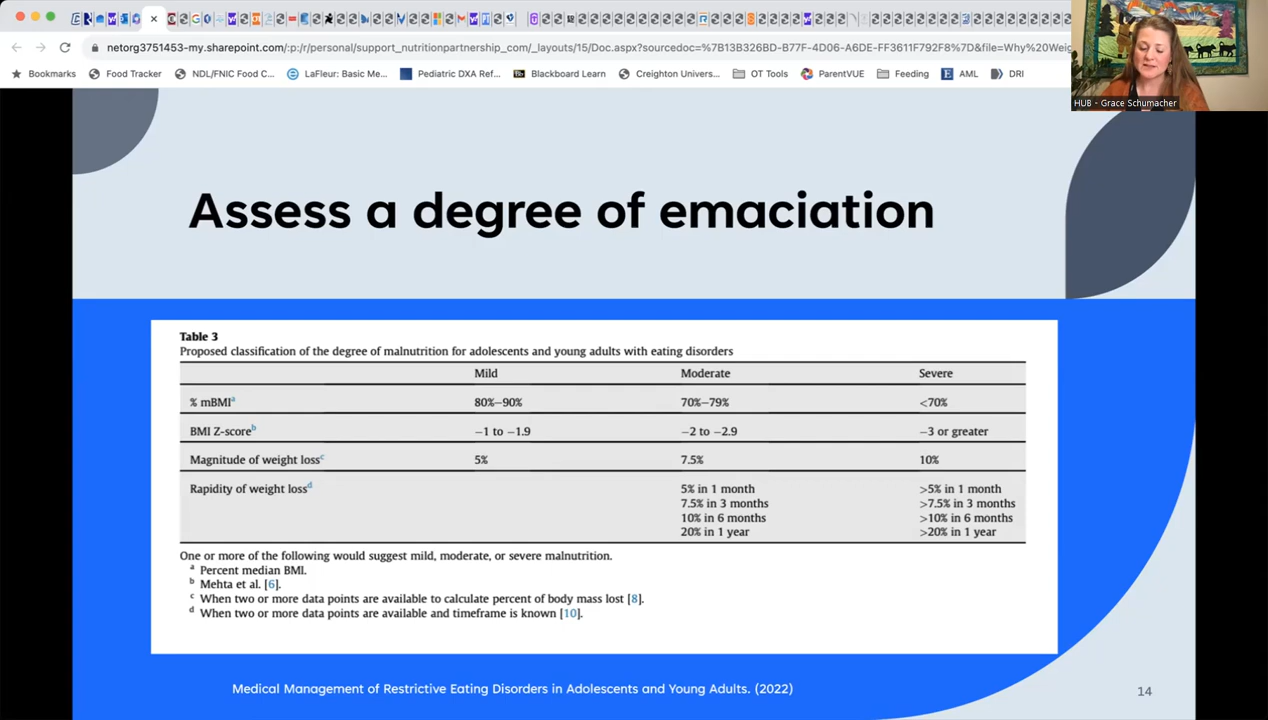 netorg3751453-my.sharepoint.com/:p:/r/personal/support_nutritionpartnership_com/_layouts/15/Doc.aspx?sourcedoc=%7B13B326BD-B77F-4D06-A6DE-FF3611F792F8%7D&file=Why%20Weig
Bookmarks Food Tracker NDL/FNIC Food C... LaFleur: Basic Me... Pediatric DXA Ref... Blackboard Learn Creighton Univers... OT Tools ParentVUE Feeding AML DRI
HUB - Grace Schumacher
Assess a degree of emaciation
Table 3
Proposed classification of the degree of malnutrition for adolescents and young adults with eating disorders
Mild Moderate Severe
% mBMIa 80%–90% 70%–79% <70%
BMI Z-scoreb −1 to −1.9 −2 to −2.9 −3 or greater
Magnitude of weight lossc 5% 7.5% 10%
Rapidity of weight lossd 5% in 1 month >5% in 1 month
7.5% in 3 months >7.5% in 3 months
10% in 6 months >10% in 6 months
20% in 1 year >20% in 1 year
One or more of the following would suggest mild, moderate, or severe malnutrition.
a Percent median BMI.
b Mehta et al. [6].
c When two or more data points are available to calculate percent of body mass lost [8].
d When two or more data points are available and timeframe is known [10].
Medical Management of Restrictive Eating Disorders in Adolescents and Young Adults. (2022)
14